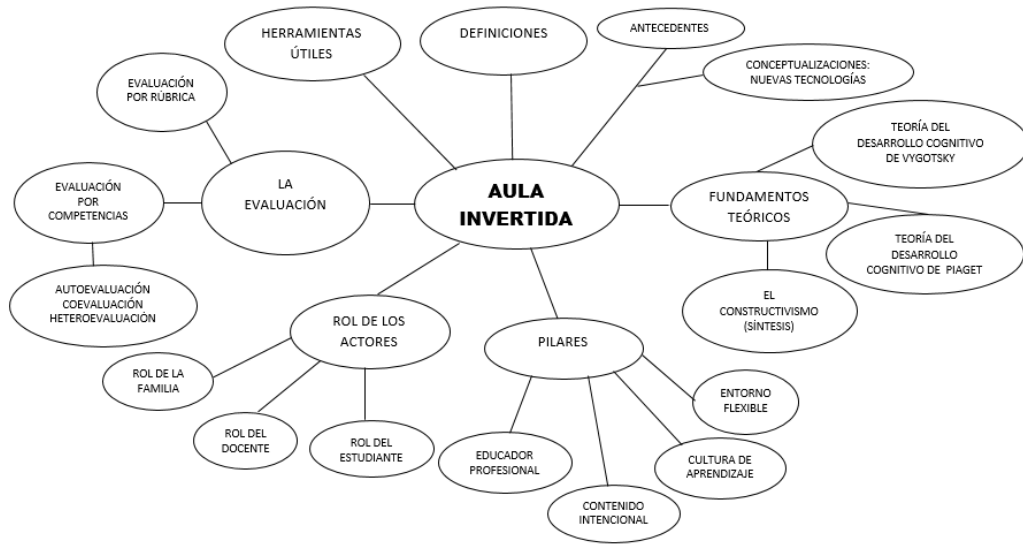 HERRAMIENTAS
ÚTILES
DEFINICIONES
ANTECEDENTES
CONCEPTUALIZACIONES:
NUEVAS TECNOLOGÍAS
EVALUACIÓN
POR RÚBRICA
TEORÍA DEL
DESARROLLO COGNITIVO
DE VYGOTSKY
EVALUACIÓN
POR
COMPETENCIAS
LA
EVALUACIÓN
AULA
INVERTIDA
FUNDAMENTOS
TEÓRICOS
TEORÍA DEL
DESARROLLO
COGNITIVO DE PIAGET
AUTOEVALUACIÓN
COEVALUACIÓN
HETEROEVALUACIÓN
EL
CONSTRUCTIVISMO
(SÍNTESIS)
ROL DE LOS
ACTORES
PILARES
ROL DE LA
FAMILIA
ENTORNO
FLEXIBLE
ROL DEL
DOCENTE
ROL DEL
ESTUDIANTE
EDUCADOR
PROFESIONAL
CULTURA DE
APRENDIZAJE
CONTENIDO
INTENCIONAL